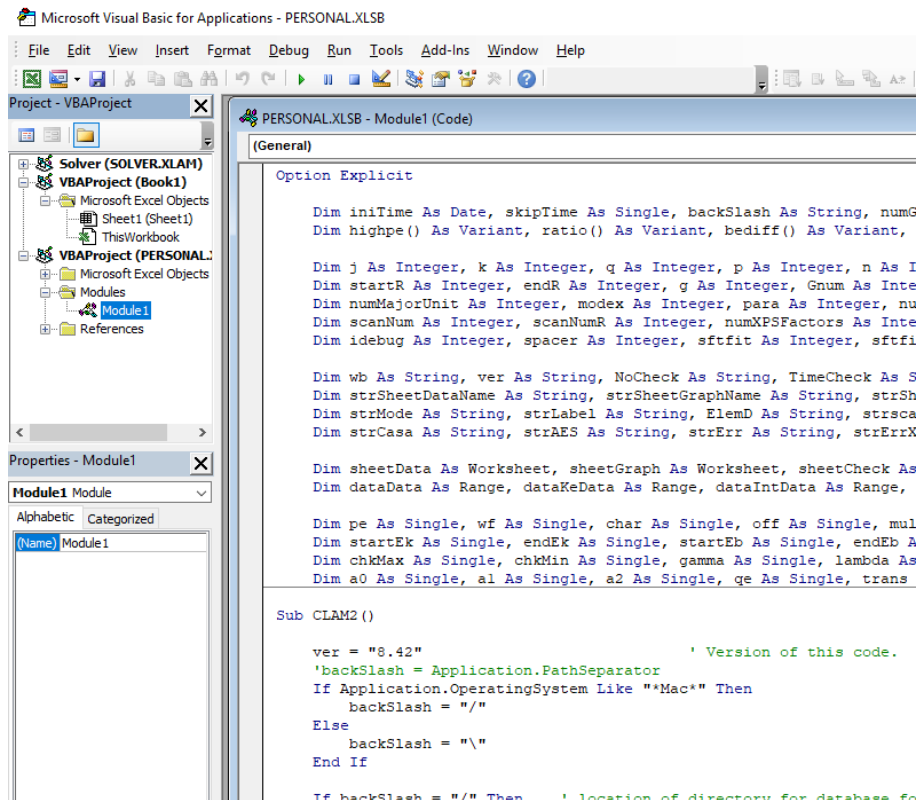 Microsoft Visual Basic for Applications - PERSONAL.XLSB
File Edit View Insert Format Debug Run Tools Add-Ins Window Help
Project - VBAProject
Solver (SOLVER.XLAM)
VBAProject (Book1)
Microsoft Excel Objects
Sheet1 (Sheet1)
ThisWorkbook
VBAProject (PERSONAL.
Microsoft Excel Objects
Modules
Module1
References
Properties - Module1
Module1 Module
Alphabetic Categorized
(Name) Module1
PERSONAL.XLSB - Module1 (Code)
(General)
Option Explicit
Dim iniTime As Date, skipTime As Single, backSlash As String, numG
Dim highpe() As Variant, ratio() As Variant, bediff() As Variant,
Dim j As Integer, k As Integer, q As Integer, p As Integer, n As I
Dim startR As Integer, endR As Integer, g As Integer, Gnum As Inte
Dim numMajorUnit As Integer, modex As Integer, para As Integer, nu
Dim scanNum As Integer, scanNumR As Integer, numXPSFactors As Inte
Dim idebug As Integer, spacer As Integer, sftfit As Integer, sftfi
Dim wb As String, ver As String, NoCheck As String, TimeCheck As S
Dim strSheetDataName As String, strSheetGraphName As String, strSh
Dim strMode As String, strLabel As String, ElemD As String, strsca
Dim strCasa As String, strAES As String, strErr As String, strErrX
Dim sheetData As Worksheet, sheetGraph As Worksheet, sheetCheck As
Dim dataData As Range, dataKeData As Range, dataIntData As Range,
Dim pe As Single, wf As Single, char As Single, off As Single, mul
Dim startEk As Single, endEk As Single, startEb As Single, endEb A
Dim chkMax As Single, chkMin As Single, gamma As Single, lambda As
Dim a0 As Single, a1 As Single, a2 As Single, qe As Single, trans
Sub CLAM2()
ver = "8.42" ' Version of this code.
'backSlash = Application.PathSeparator
If Application.OperatingSystem Like "*Mac*" Then
backSlash = "/"
Else
backSlash = "\"
End If
If backSlash = "/" Then ' location of directory for database fo